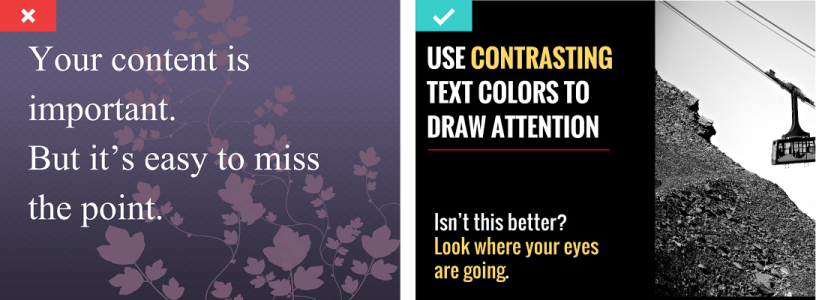 Your content is
important.
But it's easy to miss
the point.
USE CONTRASTING
TEXT COLORS TO
DRAW ATTENTION
Isn't this better?
Look where your eyes
are going.